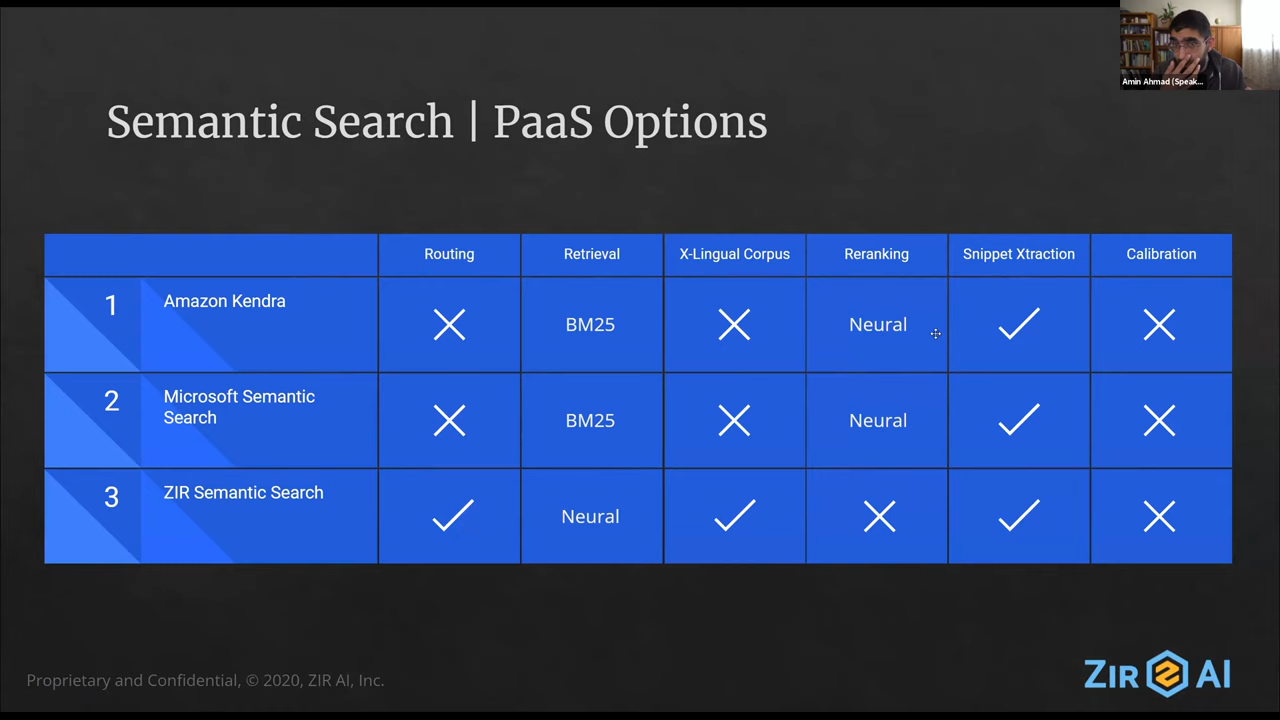 Amin Ahmad (Speak...
Semantic Search | PaaS Options
Routing Retrieval X-Lingual Corpus Reranking Snippet Xtraction Calibration
1 Amazon Kendra BM25 Neural
2 Microsoft Semantic
Search BM25 Neural
3 ZIR Semantic Search Neural
Proprietary and Confidential, © 2020, ZIR AI, Inc.
ZIR AI